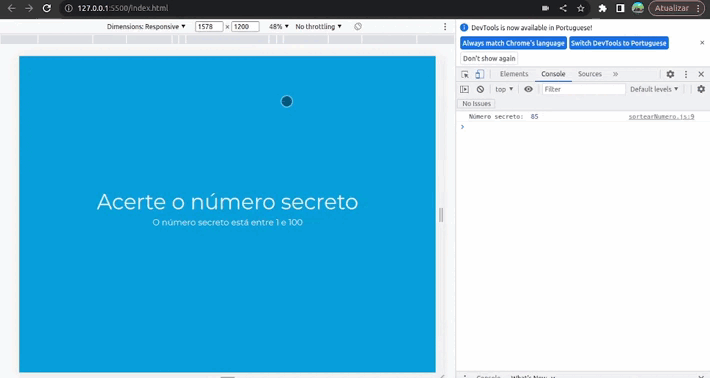 127.0.0.1:5500/index.html
Atualizar
Dimensions: Responsive ▼ 1578 × 1200 48% ▼ No throttling ▼
DevTools is now available in Portuguese!
Always match Chrome's language Switch DevTools to Portuguese
Don't show again
Elements Console Sources »
top ▼ Filter Default levels ▼
No Issues
Número secreto: 85 sortearNumero.js:9
Acerte o número secreto
O número secreto está entre 1 e 100
Console What's New